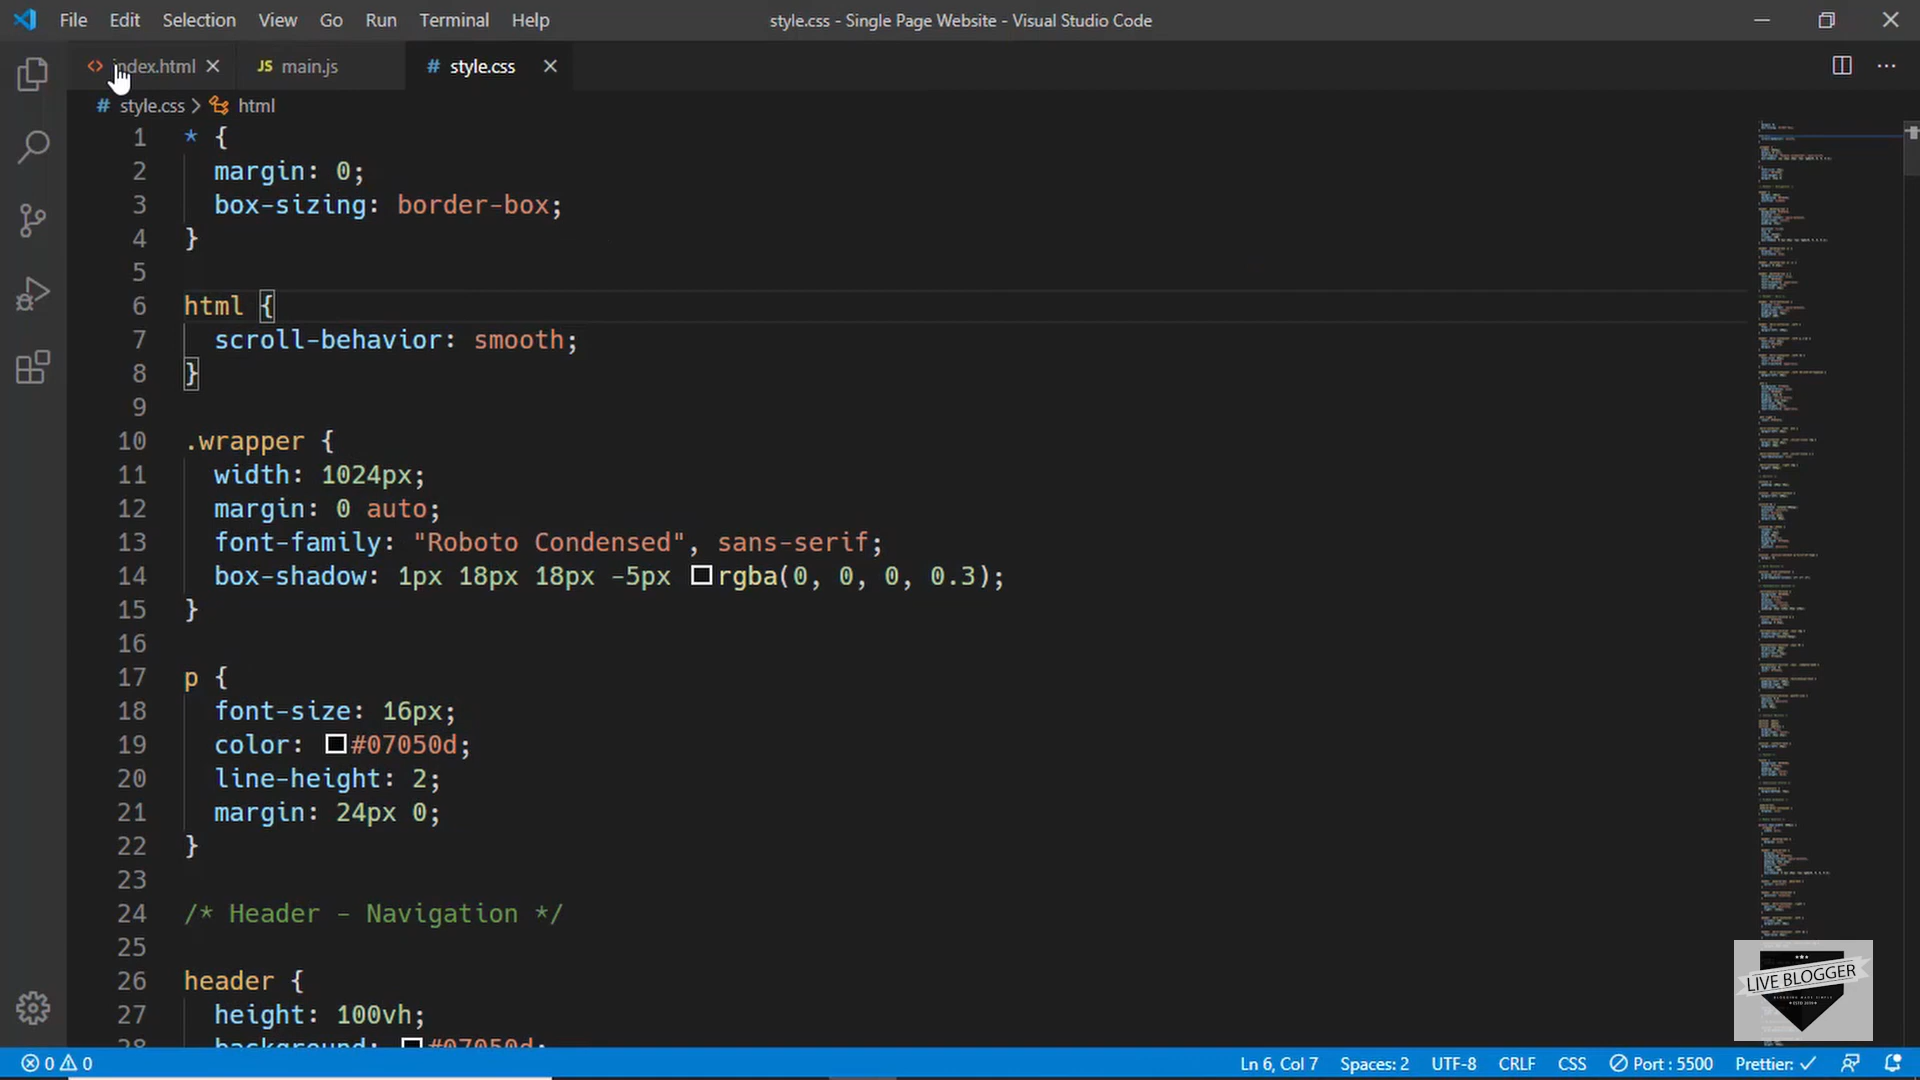 File Edit Selection View Go Run Terminal Help style.css - Single Page Website - Visual Studio Code
index.html JS main.js # style.css
# style.css > html
1 * {
2 margin: 0;
3 box-sizing: border-box;
4 }
5
6 html {
7 scroll-behavior: smooth;
8 }
9
10 .wrapper {
11 width: 1024px;
12 margin: 0 auto;
13 font-family: "Roboto Condensed", sans-serif;
14 box-shadow: 1px 18px 18px -5px rgba(0, 0, 0, 0.3);
15 }
16
17 p {
18 font-size: 16px;
19 color: #07050d;
20 line-height: 2;
21 margin: 24px 0;
22 }
23
24 /* Header - Navigation */
25
26 header {
27 height: 100vh;
28 background: #07050d;
LIVE BLOGGER
0 0 Ln 6, Col 7 Spaces: 2 UTF-8 CRLF CSS Port : 5500 Prettier: ✓